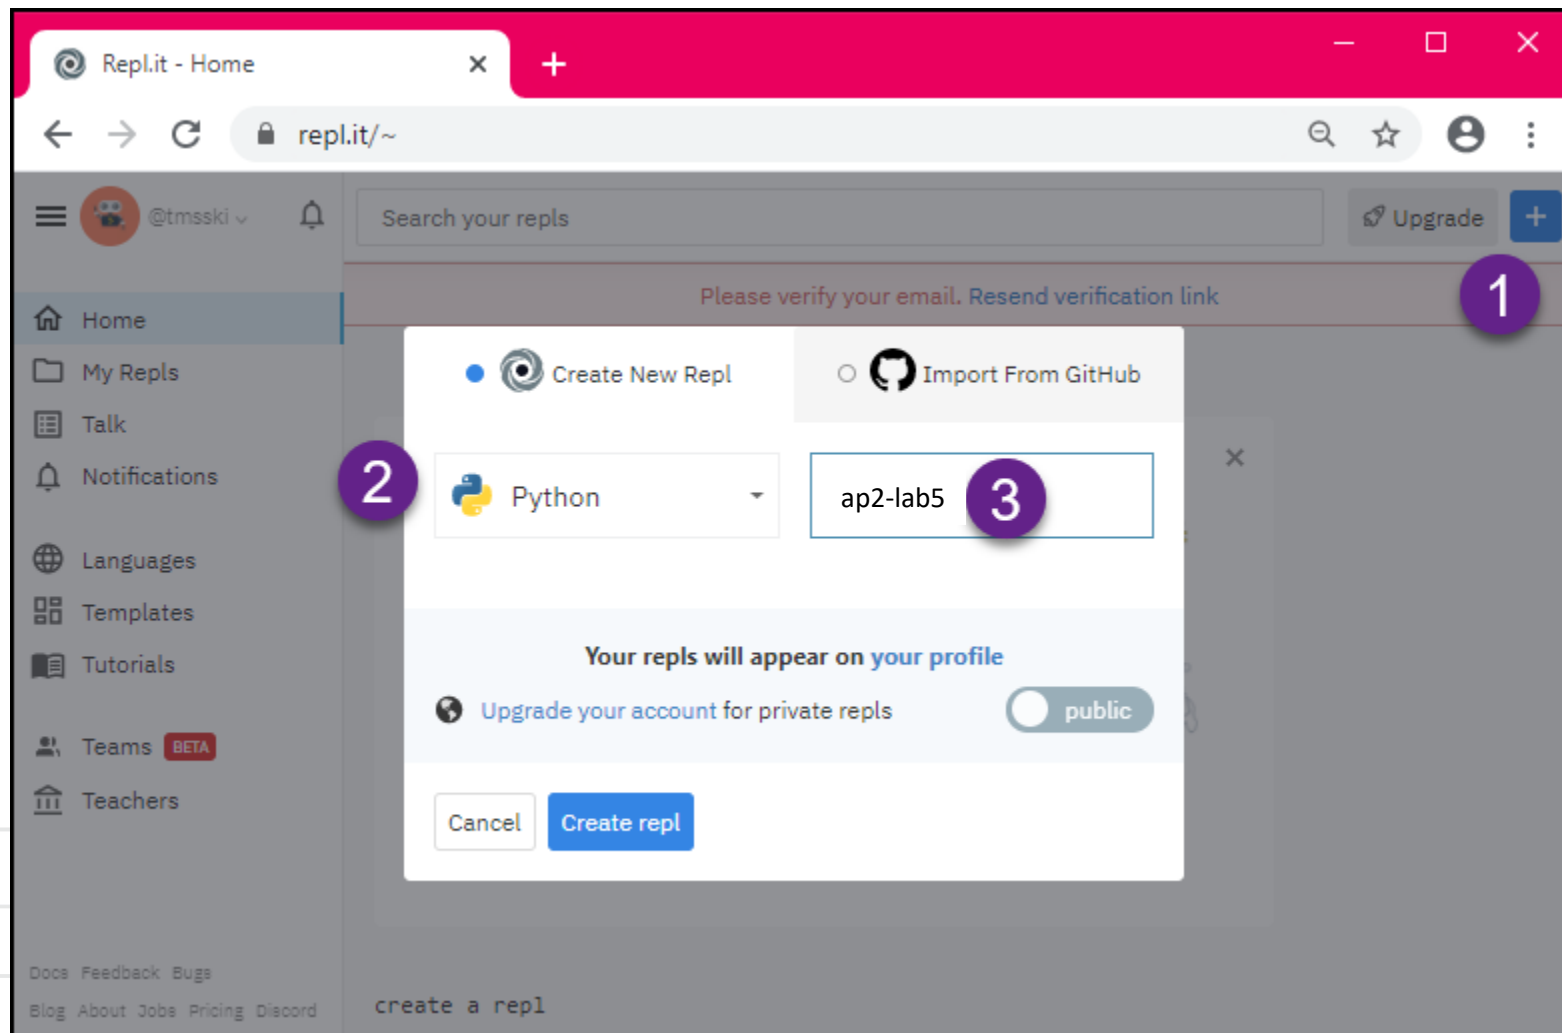 Repl.it - Home
repl.it/~
@tmsski
Search your repls
Upgrade
Please verify your email. Resend verification link
1
Home
My Repls
Talk
Notifications
Languages
Templates
Tutorials
Teams BETA
Teachers
Docs Feedback Bugs
Blog About Jobs Pricing Discord
Create New Repl
Import From GitHub
2
Python
ap2-lab5
3
Your repls will appear on your profile
Upgrade your account for private repls
public
Cancel
Create repl
create a repl